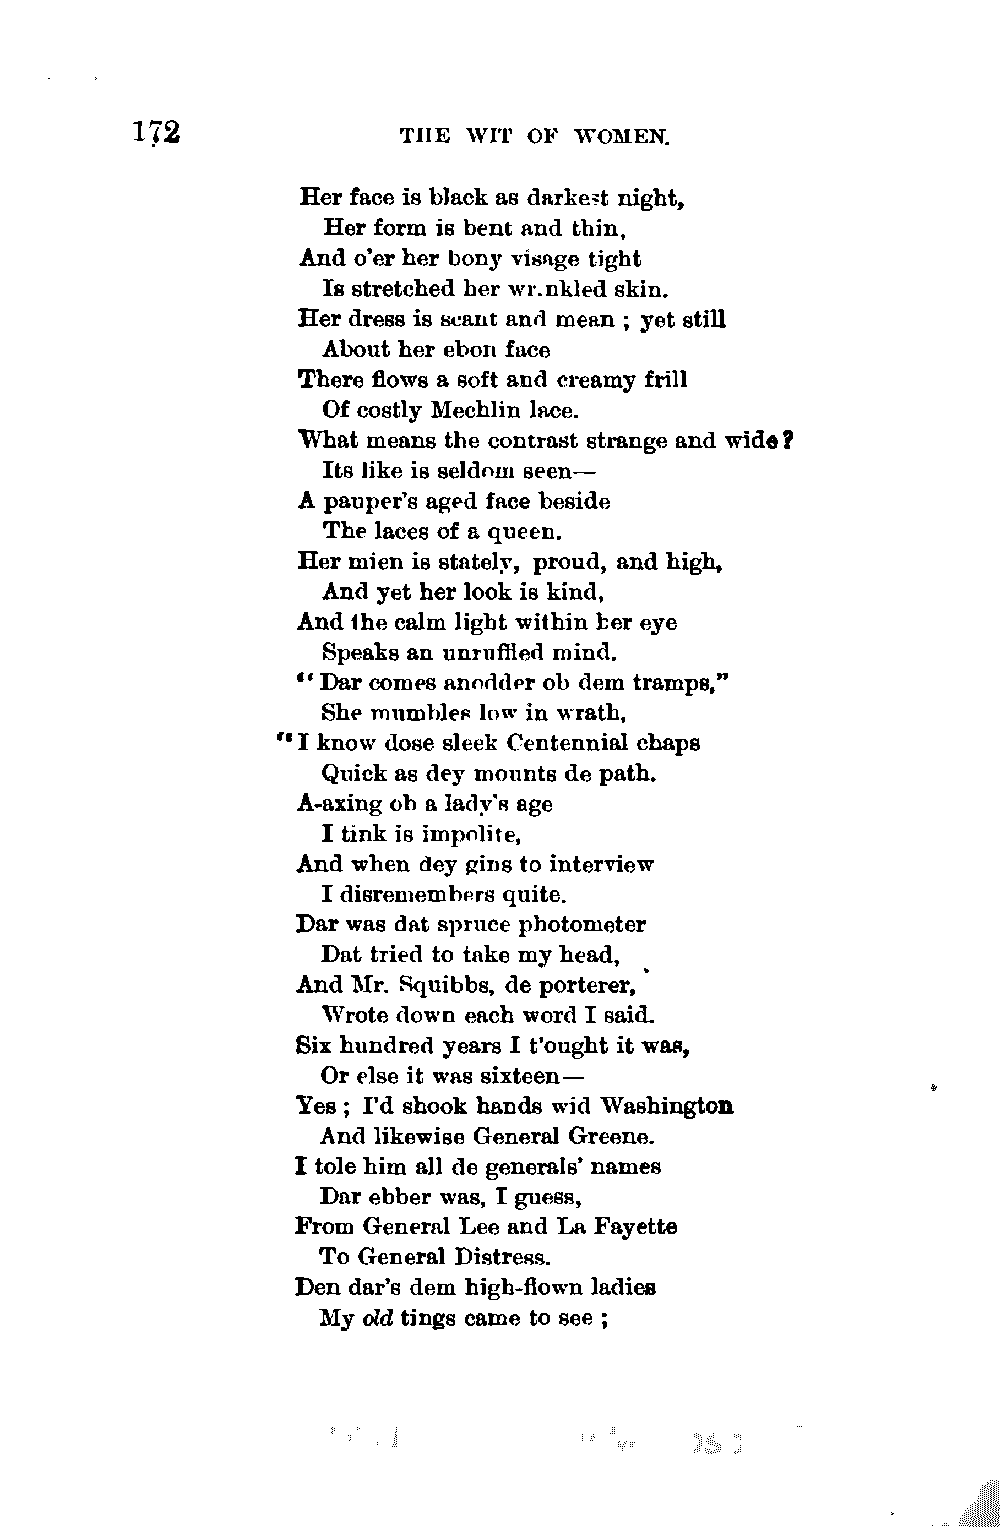 172 THE WIT OF WOMEN.
Her face is black as darkest night,
Her form is bent and thin,
And o'er her bony visage tight
Is stretched her wrinkled skin.
Her dress is scant and mean ; yet still
About her ebon face
There flows a soft and creamy frill
Of costly Mechlin lace.
What means the contrast strange and wide?
Its like is seldom seen—
A pauper's aged face beside
The laces of a queen.
Her mien is stately, proud, and high,
And yet her look is kind,
And the calm light within her eye
Speaks an unruffled mind.
" Dar comes anodder ob dem tramps,"
She mumbles low in wrath,
"I know dose sleek Centennial chaps
Quick as dey mounts de path.
A-axing ob a lady's age
I tink is impolite,
And when dey gins to interview
I disremembers quite.
Dar was dat spruce photometer
Dat tried to take my head,
And Mr. Squibbs, de porterer,
Wrote down each word I said.
Six hundred years I t'ought it was,
Or else it was sixteen—
Yes ; I'd shook hands wid Washington
And likewise General Greene.
I tole him all de generals' names
Dar ebber was, I guess,
From General Lee and La Fayette
To General Distress.
Den dar's dem high-flown ladies
My old tings came to see ;